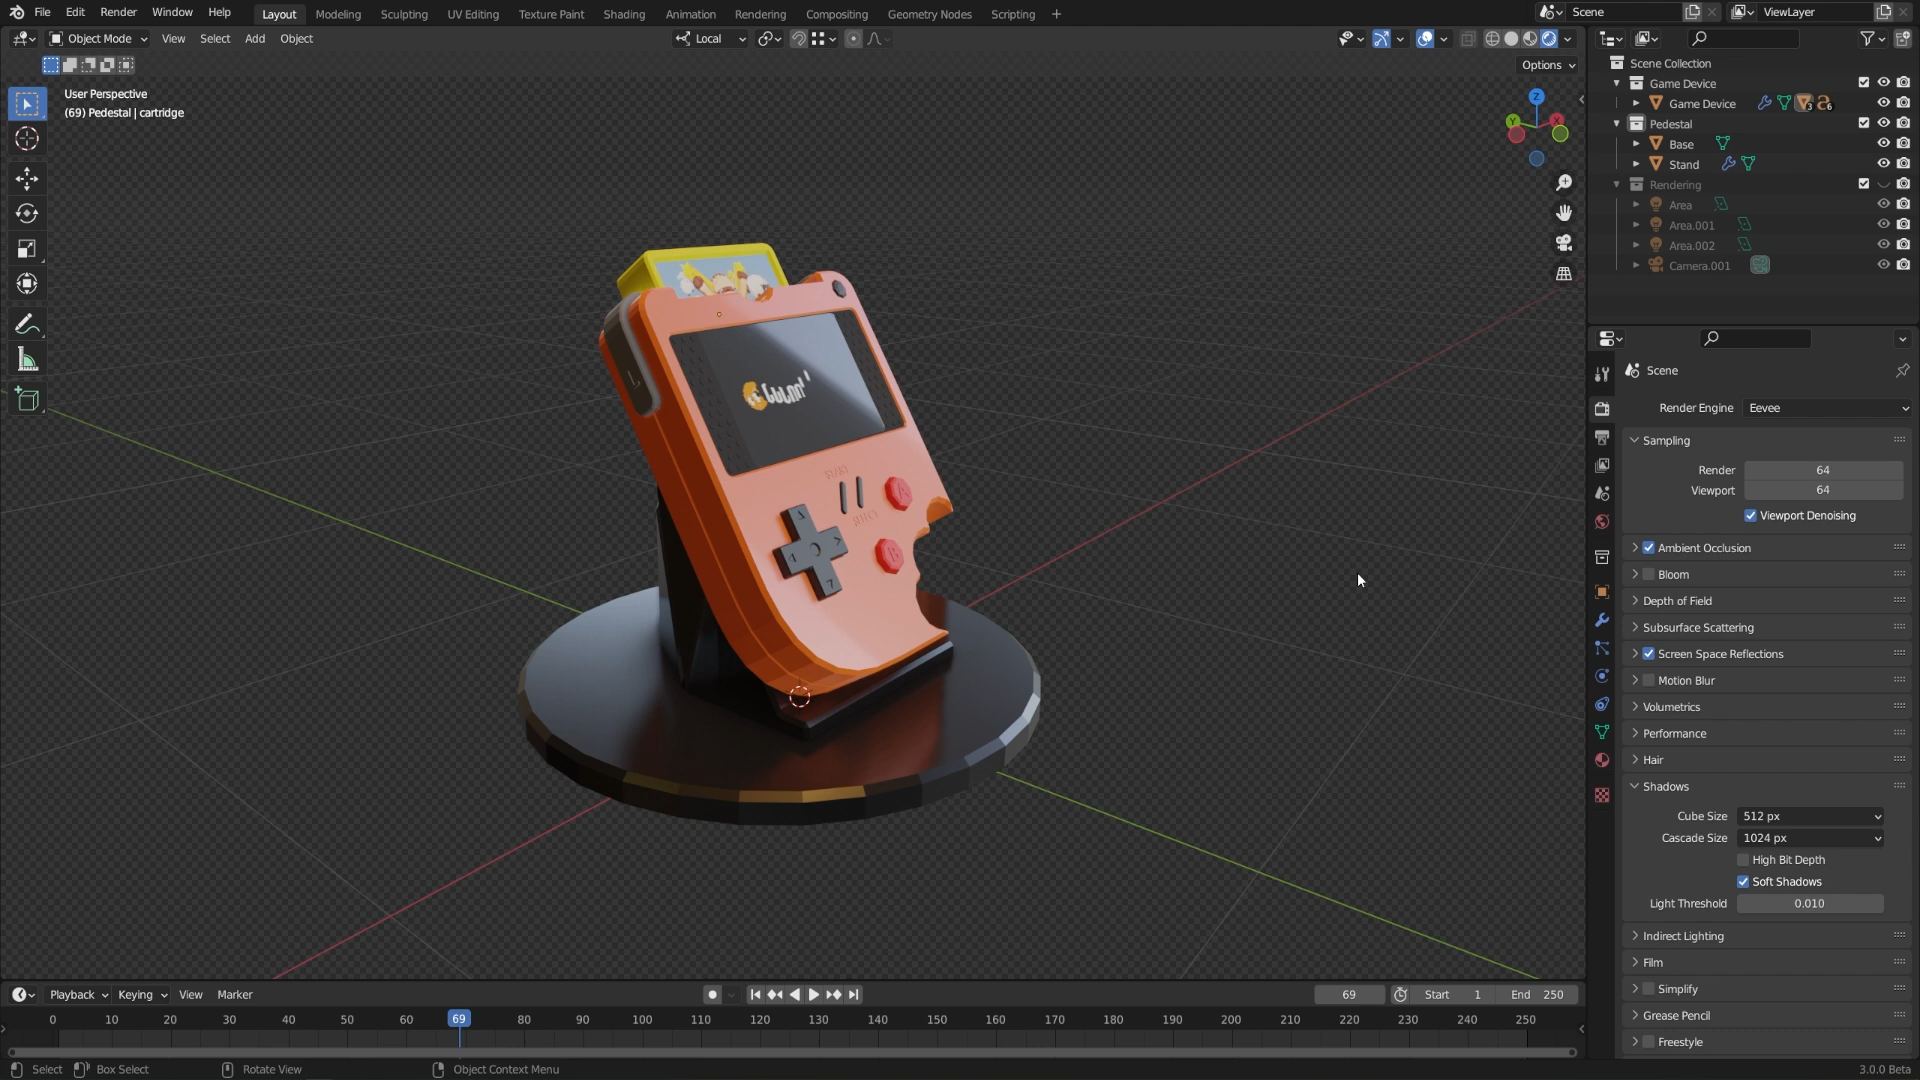 File Edit Render Window Help Layout Modeling Sculpting UV Editing Texture Paint Shading Animation Rendering Compositing Geometry Nodes Scripting + Scene ViewLayer
Object Mode View Select Add Object Local
Options
User Perspective
(69) Pedestal | cartridge
START
A
B
Z
Y
X
Scene Collection
Game Device
Game Device 3 6
Pedestal
Base
Stand
Rendering
Area
Area.001
Area.002
Camera.001
Scene
Render Engine Eevee
Sampling
Render 64
Viewport 64
Viewport Denoising
Ambient Occlusion
Bloom
Depth of Field
Subsurface Scattering
Screen Space Reflections
Motion Blur
Volumetrics
Performance
Hair
Shadows
Cube Size 512 px
Cascade Size 1024 px
High Bit Depth
Soft Shadows
Light Threshold 0.010
Indirect Lighting
Film
Simplify
Grease Pencil
Freestyle
Playback Keying View Marker 69 Start 1 End 250
0 10 20 30 40 50 60 69 80 90 100 110 120 130 140 150 160 170 180 190 200 210 220 230 240 250
Select Box Select Rotate View Object Context Menu 3.0.0 Beta